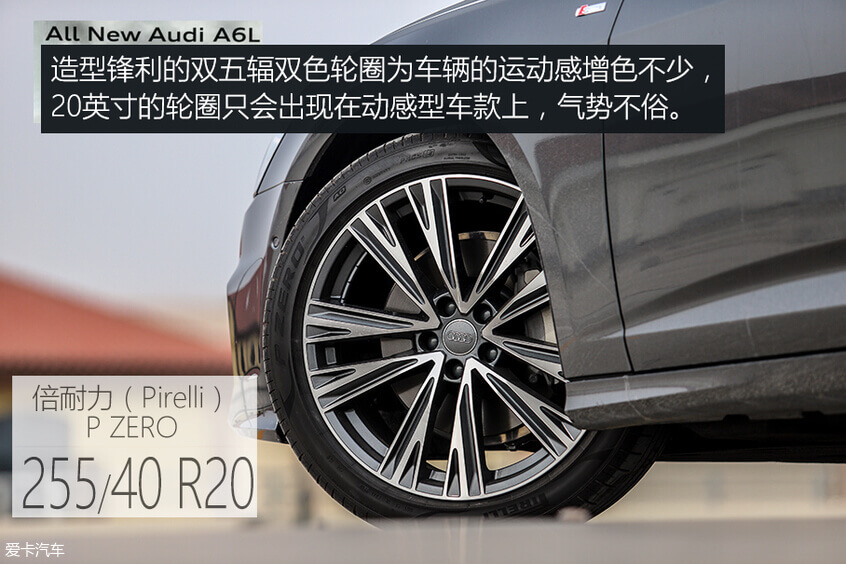 All New Audi A6L
造型锋利的双五辐双色轮圈为车辆的运动感增色不少，
20英寸的轮圈只会出现在动感型车款上，气势不俗。
P ZERO
PIRELLI
倍耐力（Pirelli）
P ZERO
255/40 R20
爱卡汽车